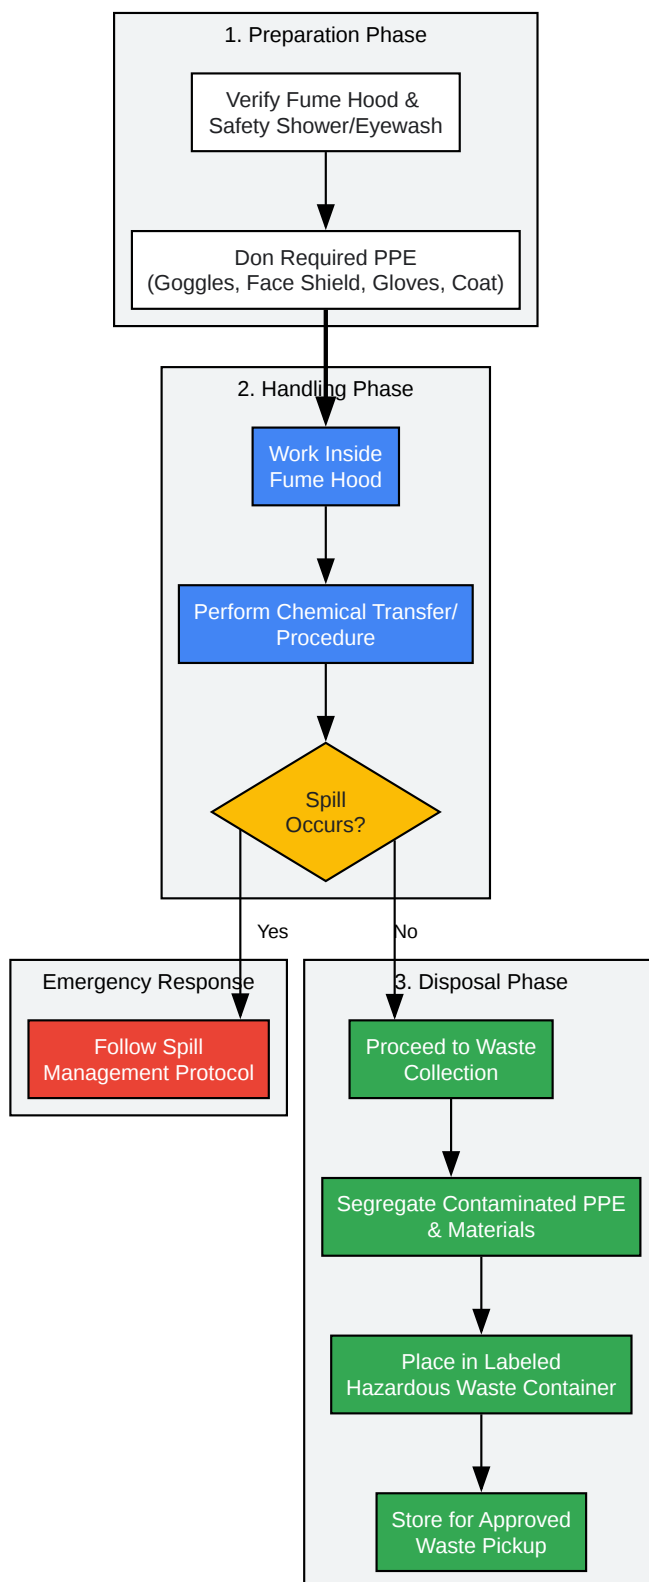 1. Preparation Phase
Verify Fume Hood &
Safety Shower/Eyewash
Don Required PPE
(Goggles, Face Shield, Gloves, Coat)
2. Handling Phase
Work Inside
Fume Hood
Perform Chemical Transfer/
Procedure
Spill
Occurs?
Yes
No
Emergency Response
Follow Spill
Management Protocol
3. Disposal Phase
Proceed to Waste
Collection
Segregate Contaminated PPE
& Materials
Place in Labeled
Hazardous Waste Container
Store for Approved
Waste Pickup